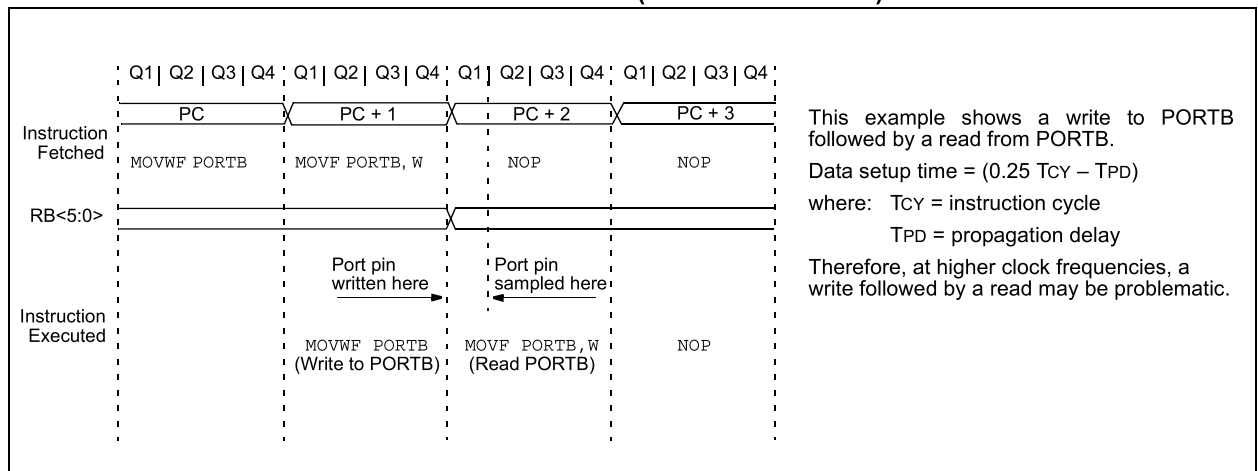 Q1 | Q2 | Q3 | Q4 Q1 | Q2 | Q3 | Q4 Q1 | Q2 | Q3 | Q4 Q1 | Q2 | Q3 | Q4
Instruction
Fetched
PC PC + 1 PC + 2 PC + 3
MOVWF PORTB MOVF PORTB, W NOP NOP
RB<5:0>
Port pin
written here
Port pin
sampled here
Instruction
Executed
MOVWF PORTB
(Write to PORTB)
MOVF PORTB,W
(Read PORTB)
NOP
This example shows a write to PORTB
followed by a read from PORTB.
Data setup time = (0.25 TCY – TPD)
where: TCY = instruction cycle
TPD = propagation delay
Therefore, at higher clock frequencies, a
write followed by a read may be problematic.